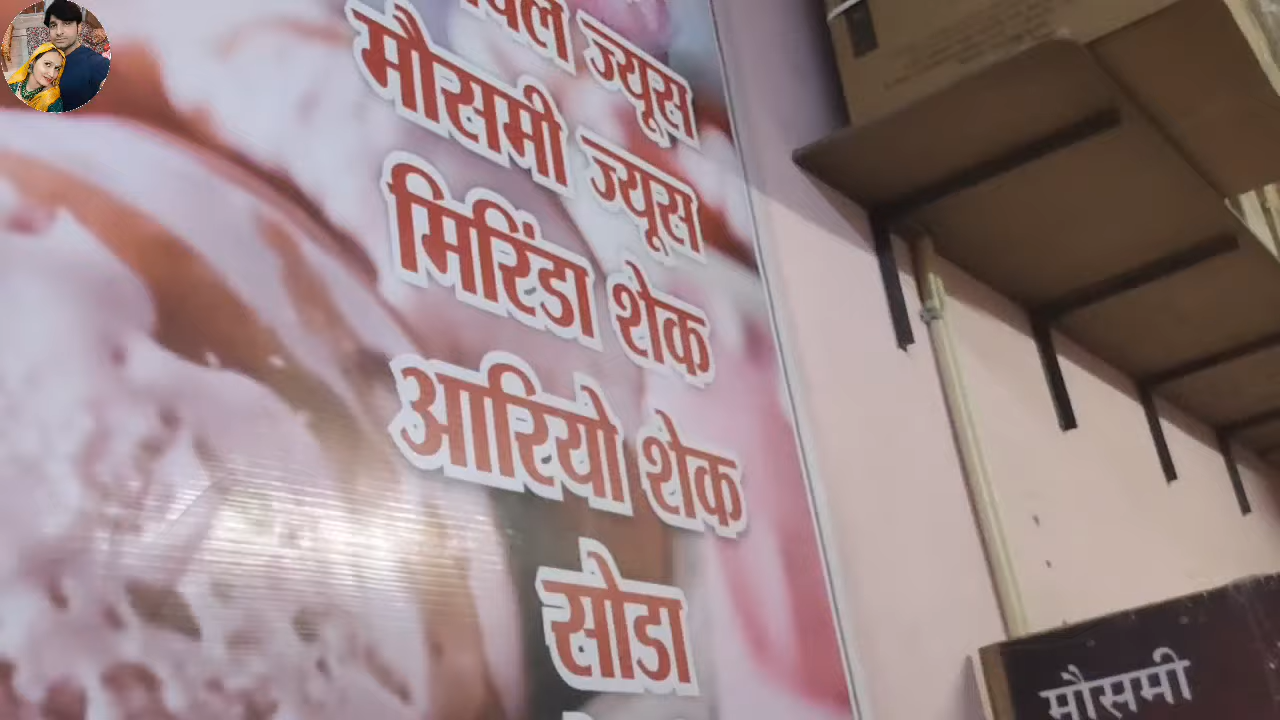 ज्यूस
मौसमी ज्यूस
मिरिंडा शेक
आरियो शेक
सोडा
मौसमी